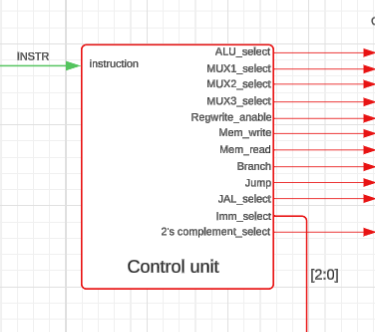 INSTR
instruction
ALU_select
MUX1_select
MUX2_select
MUX3_select
Regwrite_anable
Mem_write
Mem_read
Branch
Jump
JAL_select
Imm_select
2's complement_select
Control unit
[2:0]